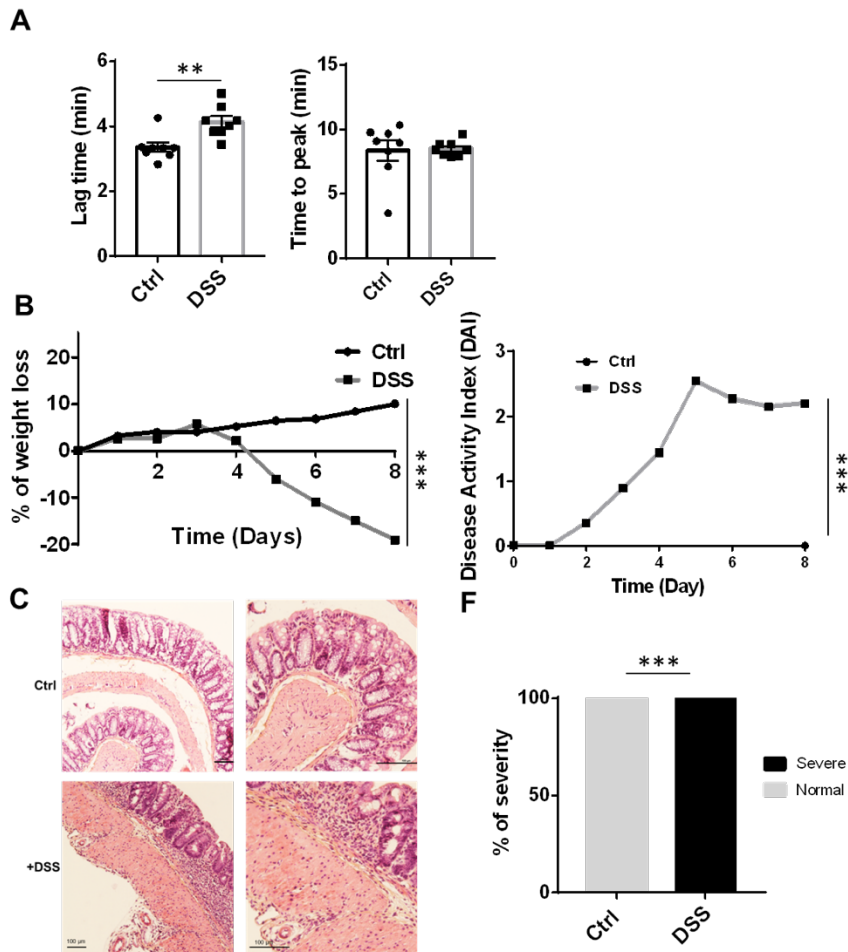 A
Lag time (min)
6
4
2
0
**
Ctrl
DSS
Time to peak (min)
15
10
5
0
Ctrl
DSS
B
% of weight loss
20
10
0
-10
-20
2
4
6
8
Time (Days)
Ctrl
DSS
***
Disease Activity Index (DAI)
3
2
1
0
0
2
4
6
8
Time (Day)
Ctrl
DSS
***
C
Ctrl
+DSS
100 µm
100 µm
F
% of severity
100
50
0
***
Ctrl
DSS
Severe
Normal